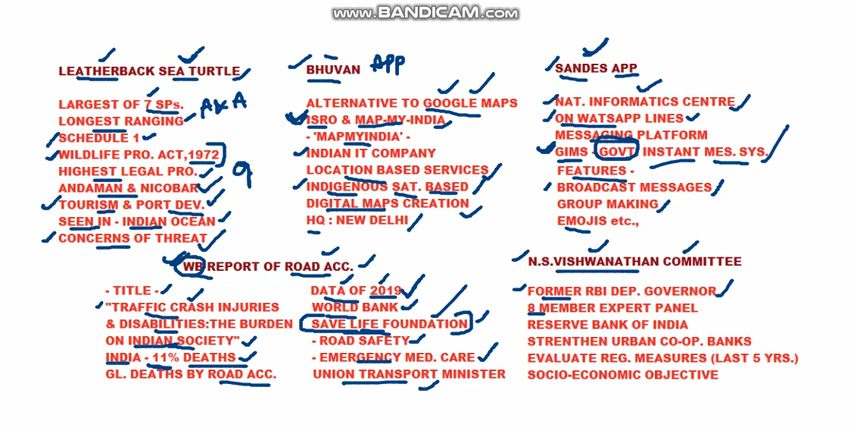 www.BANDICAM.com
LEATHERBACK SEA TURTLE
LARGEST OF 7 SPs.
LONGEST RANGING
SCHEDULE 1
WILDLIFE PRO. ACT,1972
HIGHEST LEGAL PRO.
ANDAMAN & NICOBAR
TOURISM & PORT DEV.
SEEN IN - INDIAN OCEAN
CONCERNS OF THREAT
A&A
9
BHUVAN APP
ALTERNATIVE TO GOOGLE MAPS
ISRO & MAP-MY-INDIA
- 'MAPMYINDIA' -
INDIAN IT COMPANY
LOCATION BASED SERVICES
INDIGENOUS SAT. BASED
DIGITAL MAPS CREATION
HQ : NEW DELHI
SANDES APP
NAT. INFORMATICS CENTRE
ON WATSAPP LINES
MESSAGING PLATFORM
GIMS - GOVT INSTANT MES. SYS.
FEATURES -
BROADCAST MESSAGES
GROUP MAKING
EMOJIS etc.,
WB REPORT OF ROAD ACC.
- TITLE -
"TRAFFIC CRASH INJURIES
& DISABILITIES:THE BURDEN
ON INDIAN SOCIETY"
INDIA - 11% DEATHS
GL. DEATHS BY ROAD ACC.
DATA OF 2019
WORLD BANK
SAVE LIFE FOUNDATION
- ROAD SAFETY
- EMERGENCY MED. CARE
UNION TRANSPORT MINISTER
N.S.VISHWANATHAN COMMITTEE
FORMER RBI DEP. GOVERNOR
8 MEMBER EXPERT PANEL
RESERVE BANK OF INDIA
STRENTHEN URBAN CO-OP. BANKS
EVALUATE REG. MEASURES (LAST 5 YRS.)
SOCIO-ECONOMIC OBJECTIVE